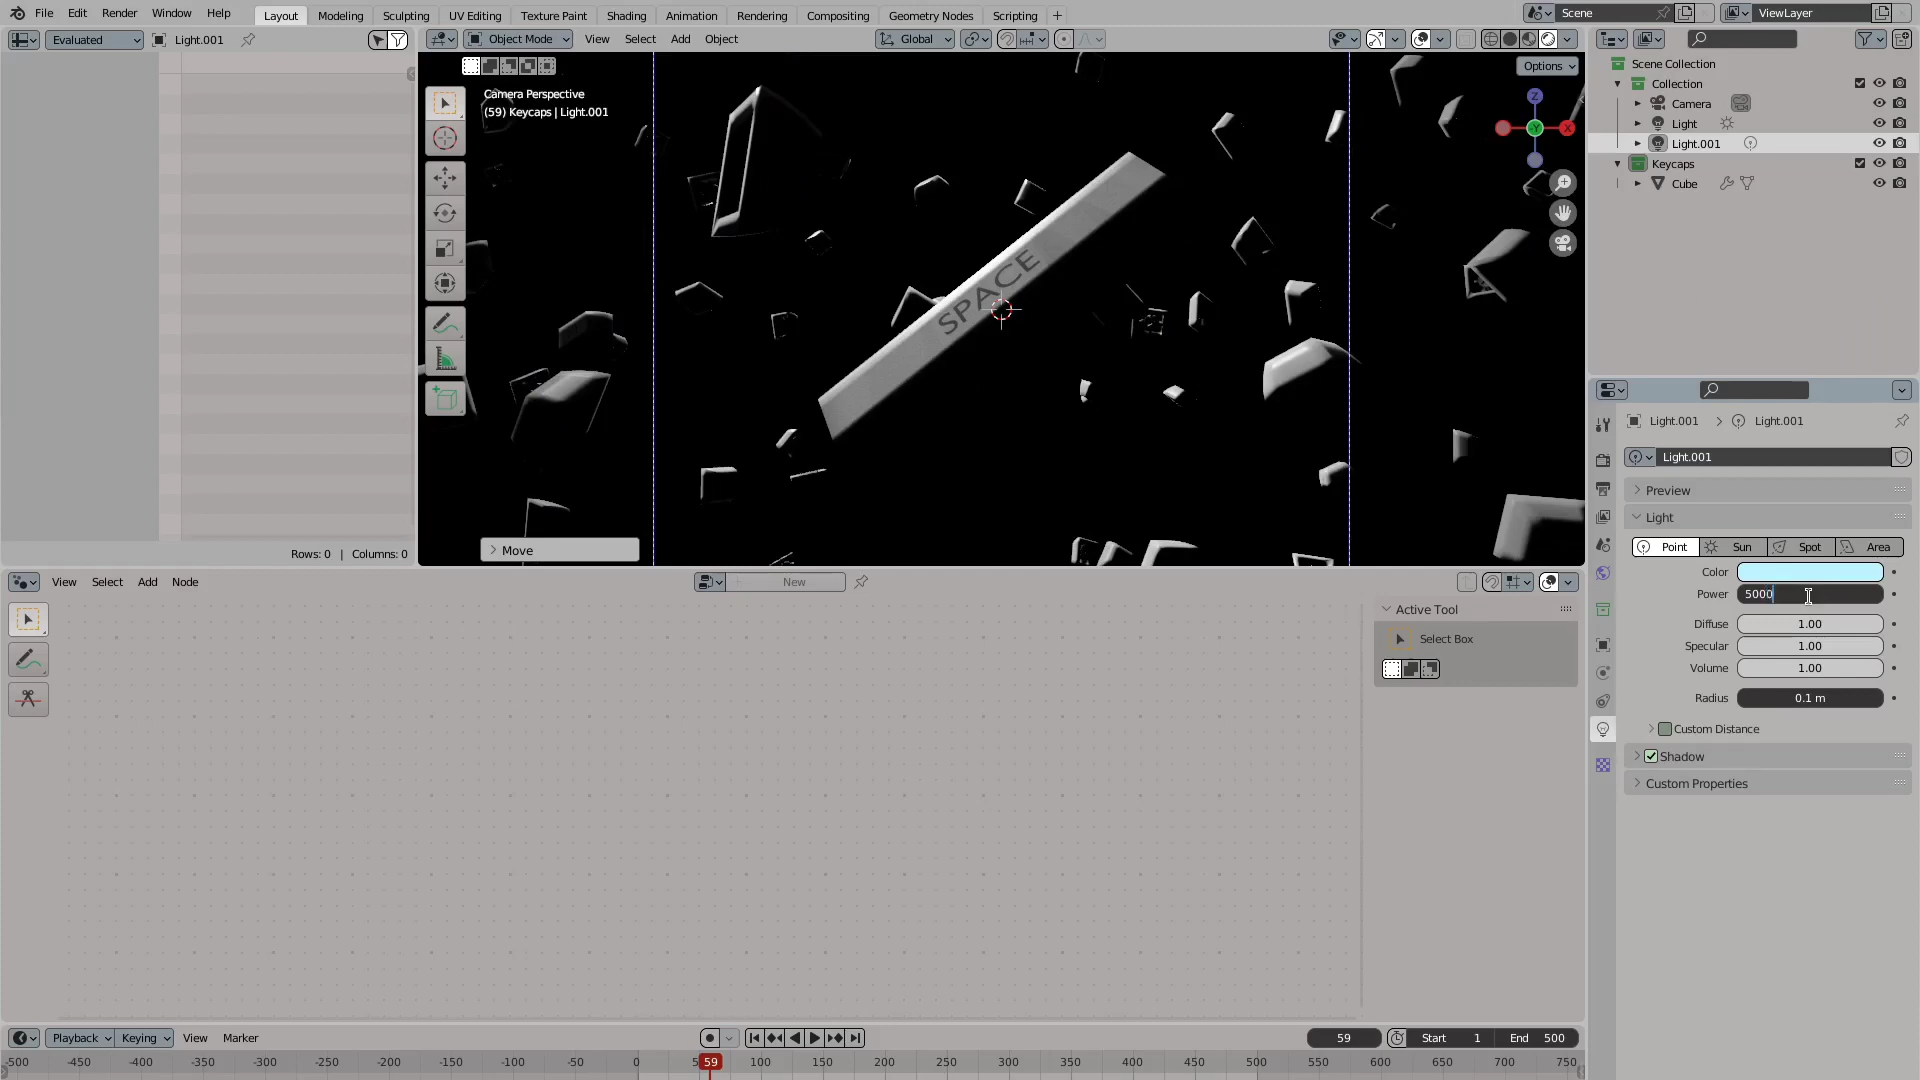 File Edit Render Window Help Layout Modeling Sculpting UV Editing Texture Paint Shading Animation Rendering Compositing Geometry Nodes Scripting + Scene ViewLayer
Evaluated Light.001 Object Mode View Select Add Object Global
Options
Camera Perspective
(59) Keycaps | Light.001
Z
-Y
X
SPACE
Move
Rows: 0 | Columns: 0
Scene Collection
Collection
Camera
Light
Light.001
Keycaps
Cube
Light.001 Light.001
Light.001
Preview
Light
Point Sun Spot Area
Color
Power 5000
Diffuse 1.00
Specular 1.00
Volume 1.00
Radius 0.1 m
Custom Distance
Shadow
Custom Properties
View Select Add Node New
Active Tool
Select Box
Playback Keying View Marker 59 Start 1 End 500
-500 -400 -350 -300 -250 -200 -150 -100 -50 0 5 59 100 150 200 250 300 350 400 450 500 550 600 650 700 750